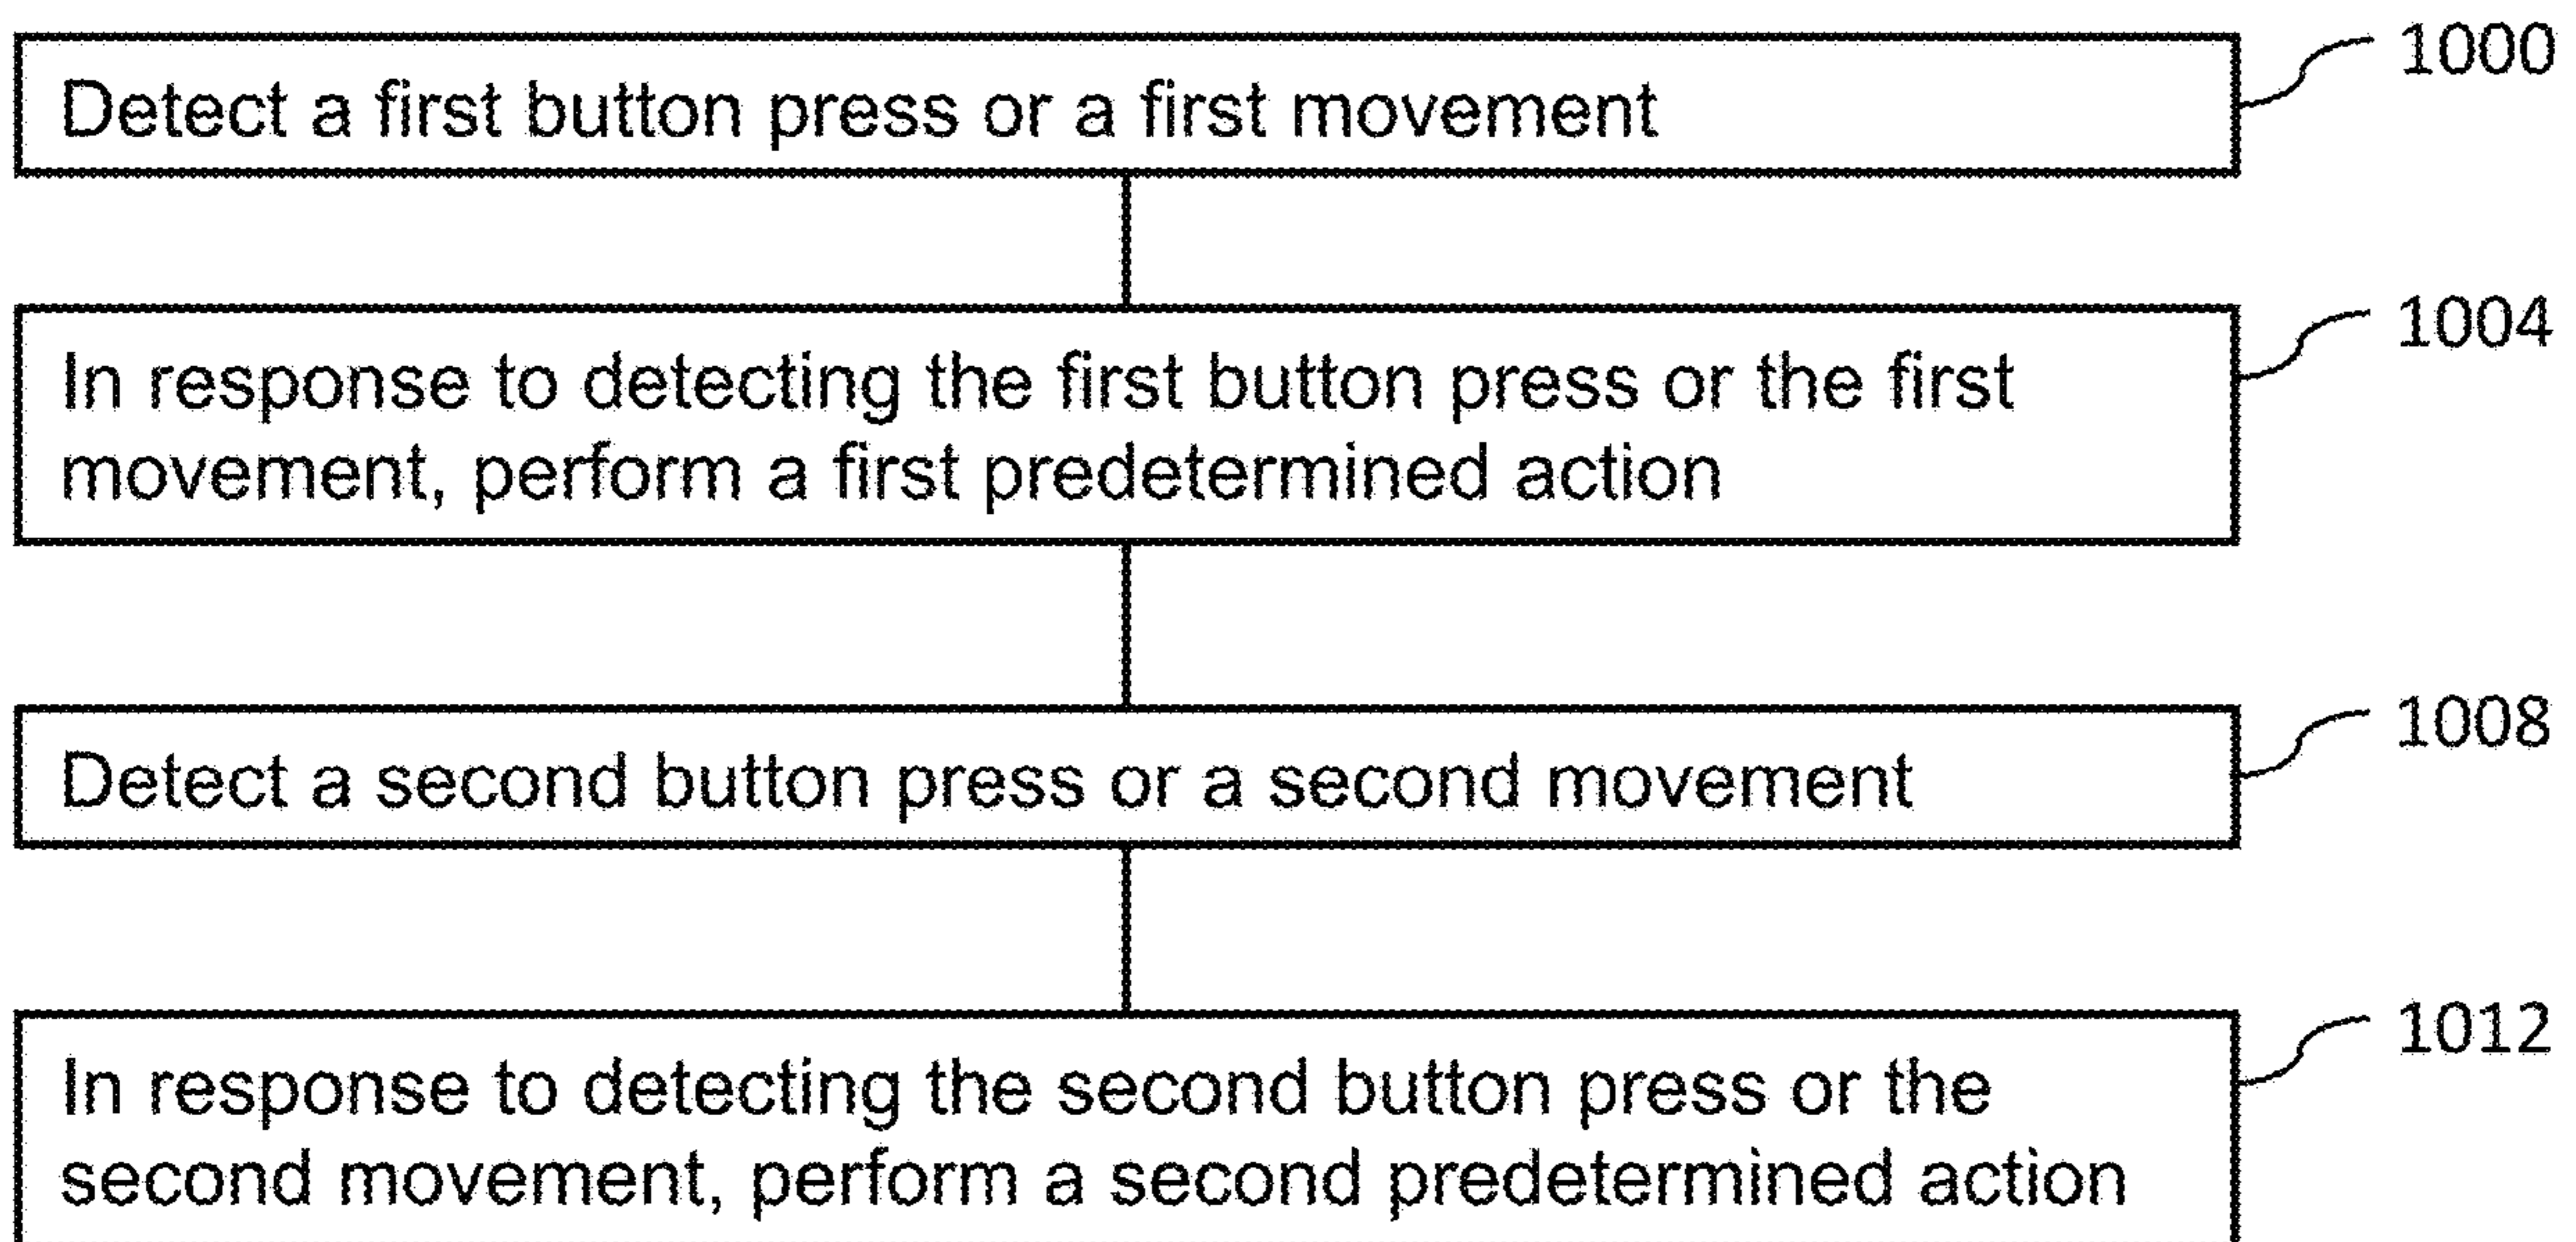 Detect a first button press or a first movement
1000
In response to detecting the first button press or the first
movement, perform a first predetermined action
1004
Detect a second button press or a second movement
1008
In response to detecting the second button press or the
second movement, perform a second predetermined action
1012